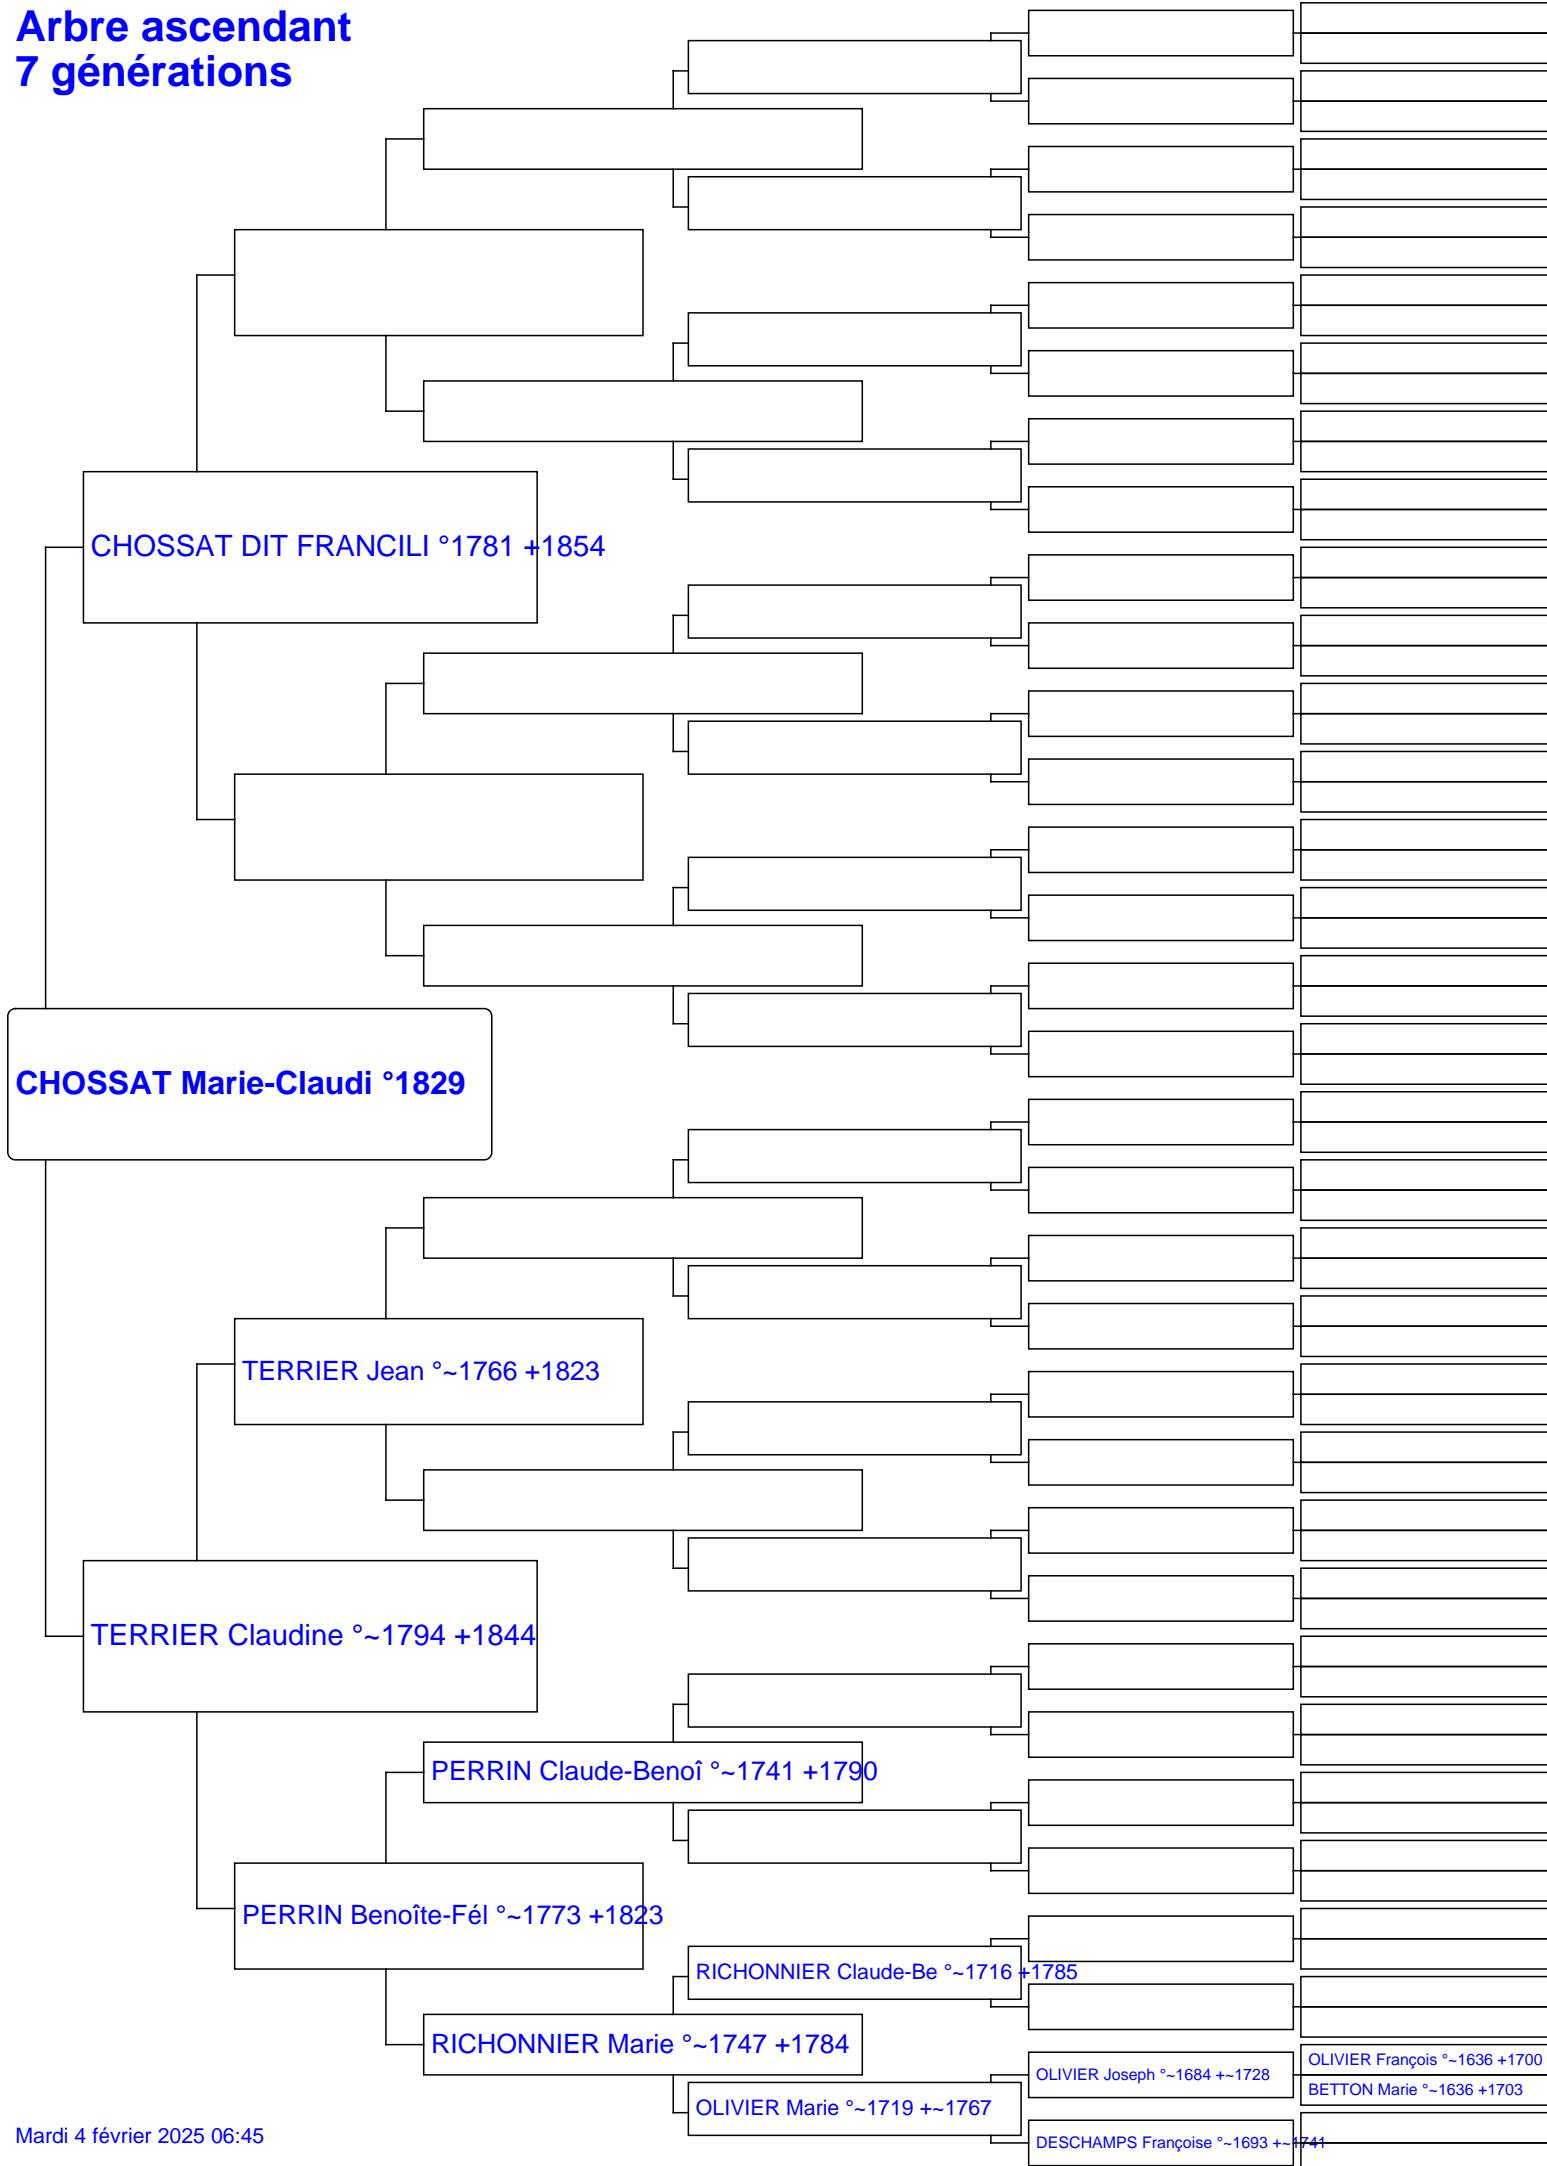 Arbre ascendant
7 générations
CHOSSAT DIT FRANCILI °1781 +1854
CHOSSAT Marie-Claudi °1829
TERRIER Jean °~1766 +1823
TERRIER Claudine °~1794 +1844
PERRIN Claude-Benoî °~1741 +1790
PERRIN Benoîte-Fél °~1773 +1823
RICHONNIER Claude-Be °~1716 +1785
RICHONNIER Marie °~1747 +1784
OLIVIER François °~1636 +1700
OLIVIER Joseph °~1684 +~1728
BETTON Marie °~1636 +1703
OLIVIER Marie °~1719 +~1767
DESCHAMPS Françoise °~1693 +~1741
Mardi 4 février 2025 06:45